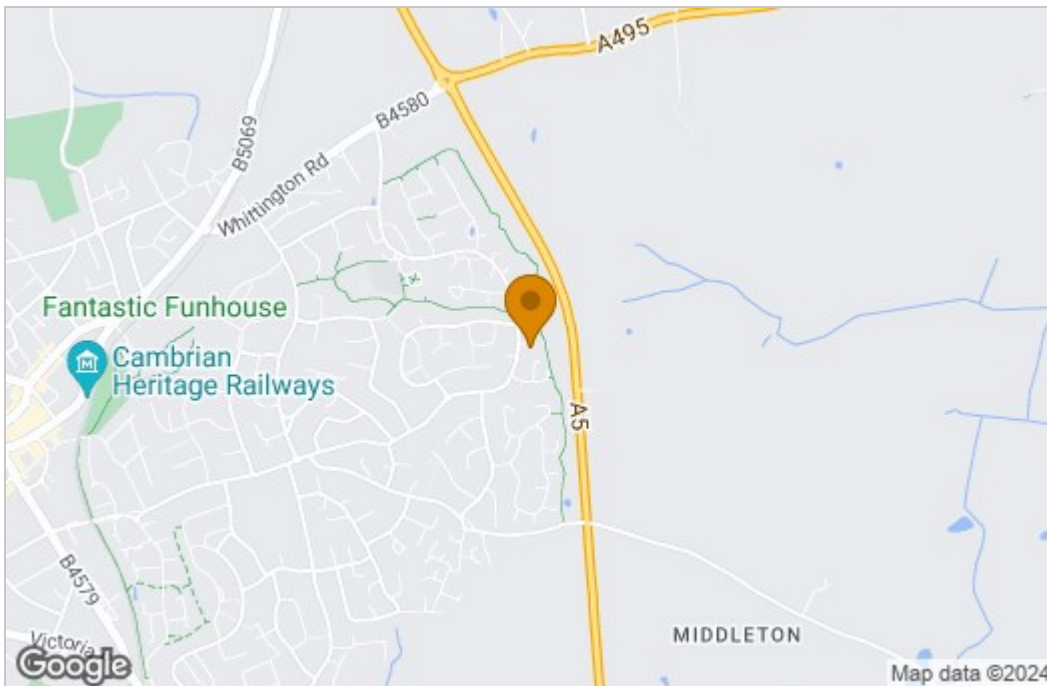 A495
B4580
B5069
Whittington Rd
Fantastic Funhouse
Cambrian
Heritage Railways
A5
B4579
MIDDLETON
Victoria
Google
Map data ©2024